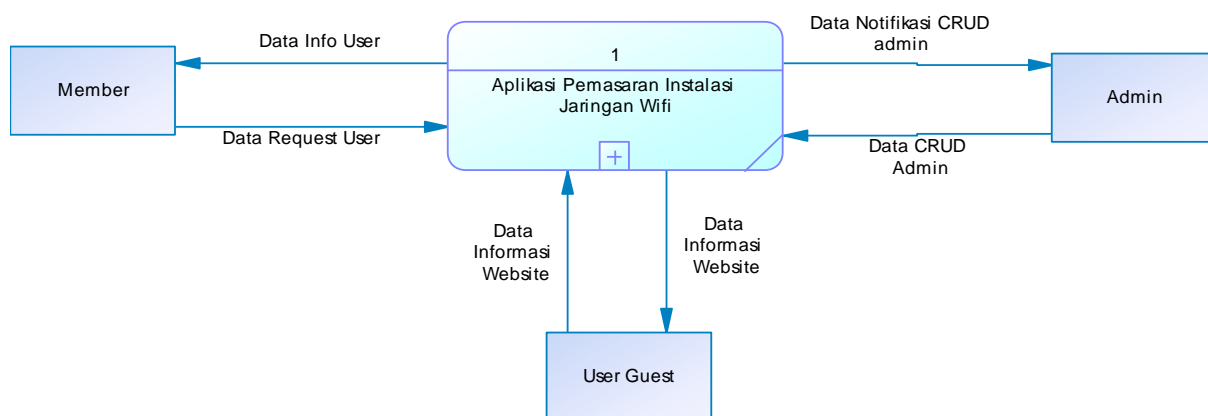 Data Info User
Member
Data Request User
1
Aplikasi Pemasaran Instalasi
Jaringan Wifi
Data Notifikasi CRUD
admin
Admin
Data CRUD
Admin
Data
Informasi
Website
Data
Informasi
Website
User Guest